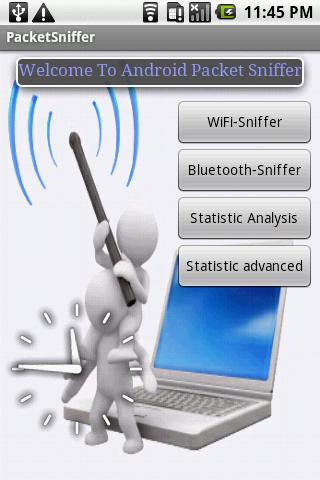 11:45 PM
PacketSniffer
Welcome To Android Packet Sniffer
WiFi-Sniffer
Bluetooth-Sniffer
Statistic Analysis
Statistic advanced